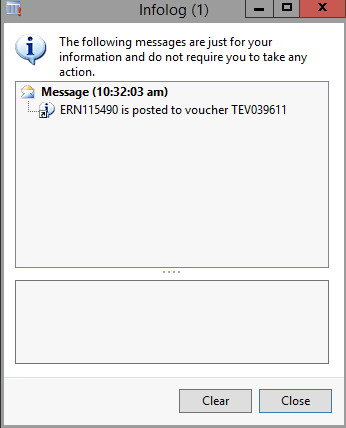 Infolog (1)
The following messages are just for your
information and do not require you to take any
action.
Message (10:32:03 am)
ERN115490 is posted to voucher TEV039611
Clear
Close